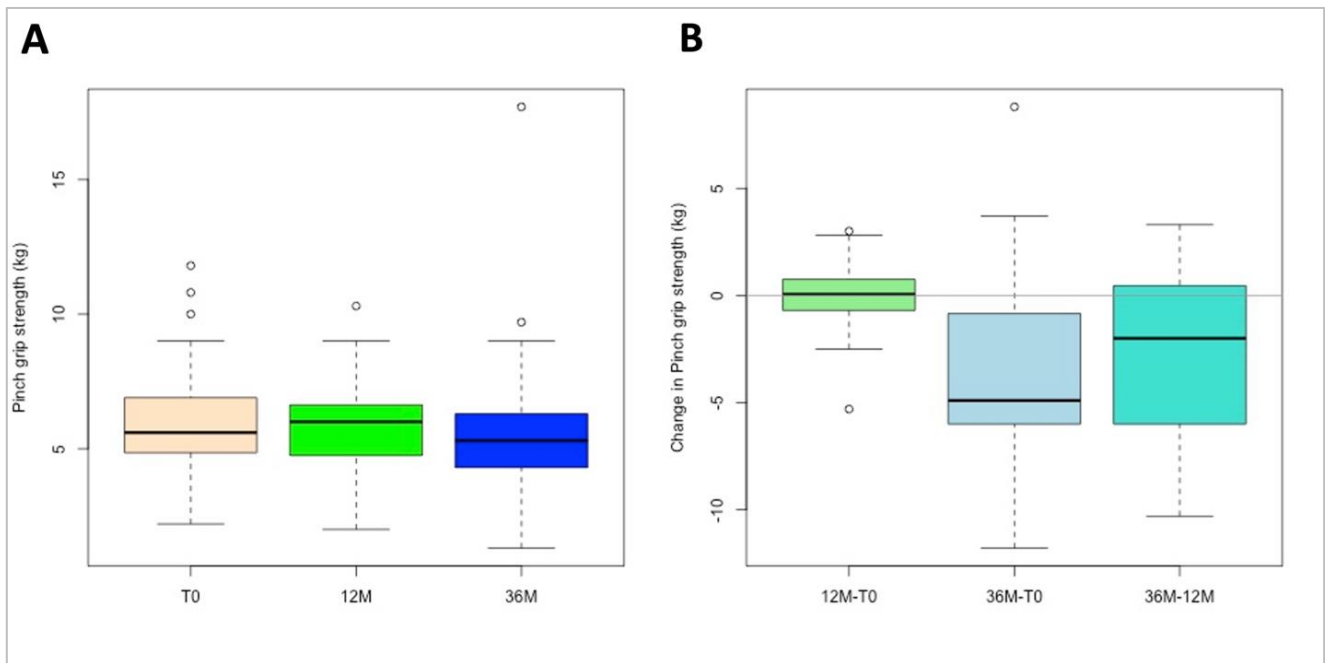 A
Pinch grip strength (kg)
15
10
5
T0 12M 36M
B
Change in Pinch grip strength (kg)
5
0
-5
-10
12M-T0 36M-T0 36M-12M